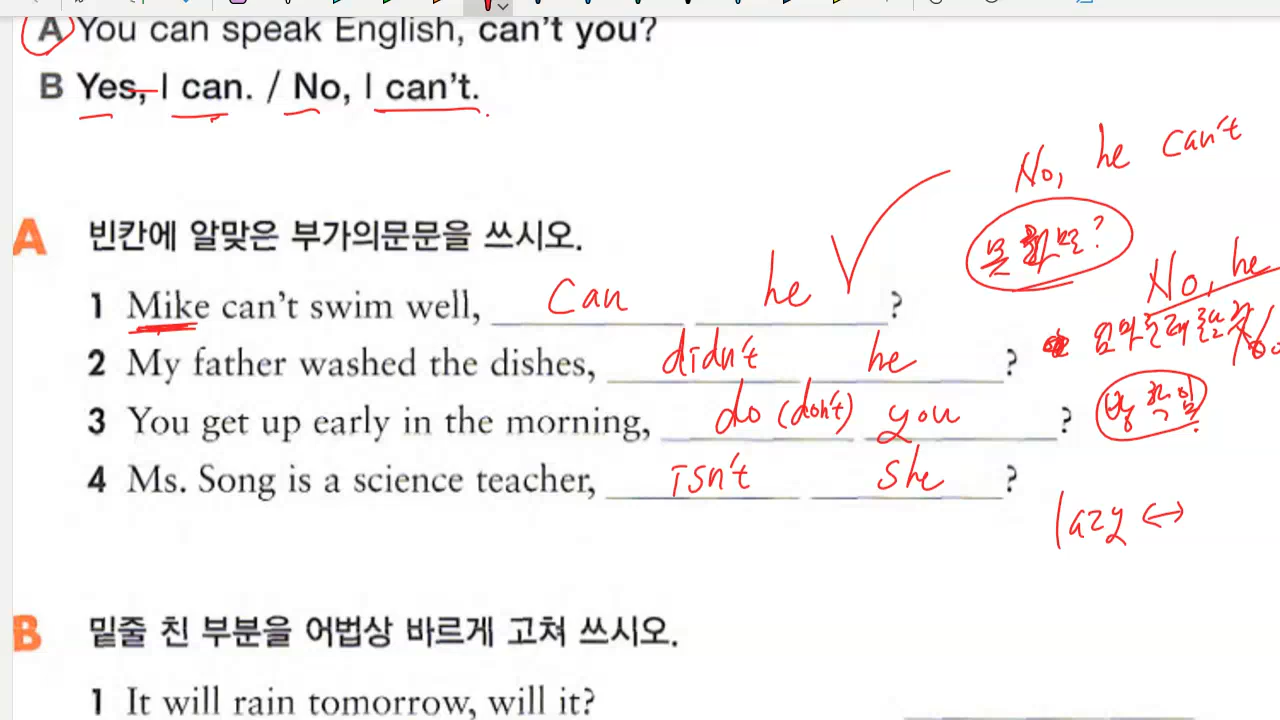 A You can speak English, can't you?
B Yes, I can. / No, I can't.
No, he can't
A 빈칸에 알맞은 부가의문문을 쓰시오.
1 Mike can't swim well, can he ?
No, he
2 My father washed the dishes, didn't he ?
3 You get up early in the morning, do (don't) you ?
4 Ms. Song is a science teacher, isn't she ?
lazy ↔
B 밑줄 친 부분을 어법상 바르게 고쳐 쓰시오.
1 It will rain tomorrow, will it?